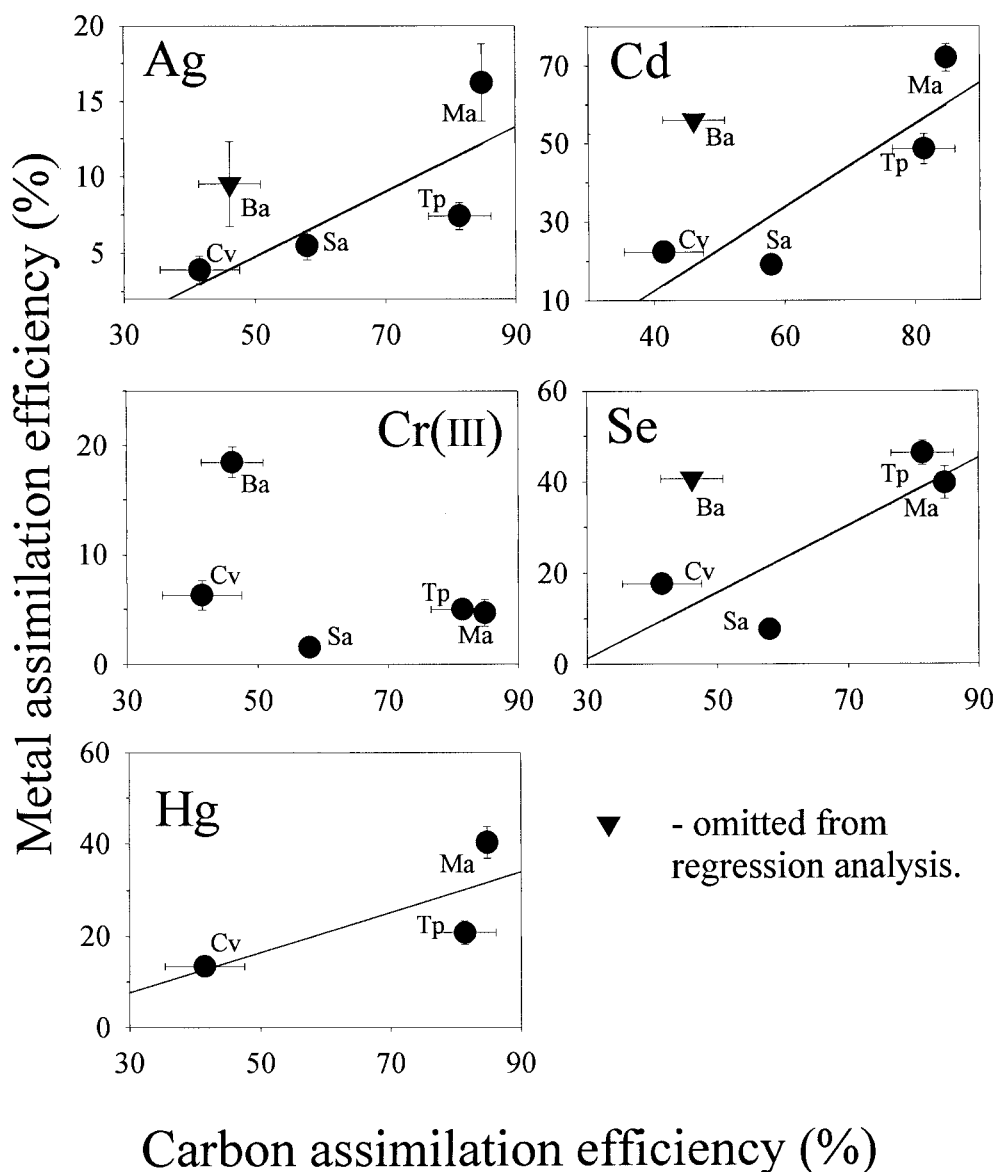 Metal assimilation efficiency (%)
Ag
20
15
10
5
30 50 70 90
Ma
Ba
Tp
Cv
Sa
Cd
70
50
30
10
40 60 80
Ma
Ba
Tp
Cv
Sa
Cr(III)
20
10
0
30 50 70 90
Ba
Cv
Tp
Sa
Ma
Se
60
40
20
0
30 50 70 90
Tp
Ba
Ma
Cv
Sa
Hg
60
40
20
0
30 50 70 90
Ma
Tp
Cv
▼ - omitted from
regression analysis.
Carbon assimilation efficiency (%)